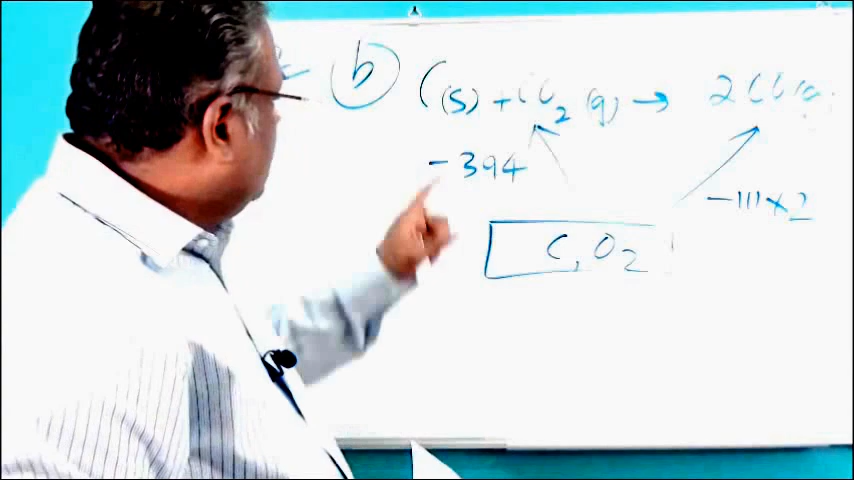 b C(s) + CO2 (g) → 2CO(g)
-394
-111 x 2
C, O2